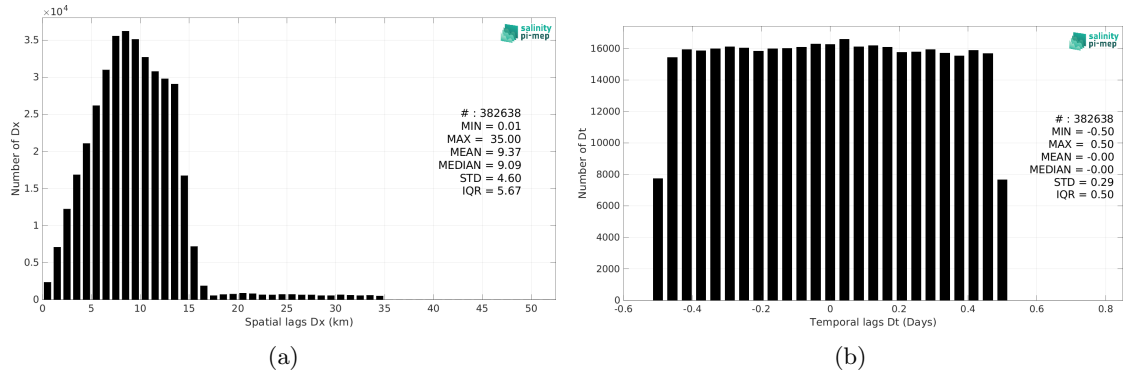 ×10⁴
3.5
3
2.5
2
1.5
1
0.5
0
0
5
10
15
20
25
30
35
40
45
50
Number of Dx
Spatial lags Dx (km)
salinity
pi-mep
# : 382638
MIN = 0.01
MAX = 35.00
MEAN = 9.37
MEDIAN = 9.09
STD = 4.60
IQR = 5.67
(a)
16000
14000
12000
10000
8000
6000
4000
2000
0
-0.6
-0.4
-0.2
0
0.2
0.4
0.6
0.8
Number of Dt
Temporal lags Dt (Days)
salinity
pi-mep
# : 382638
MIN = -0.50
MAX = 0.50
MEAN = -0.00
MEDIAN = -0.00
STD = 0.29
IQR = 0.50
(b)